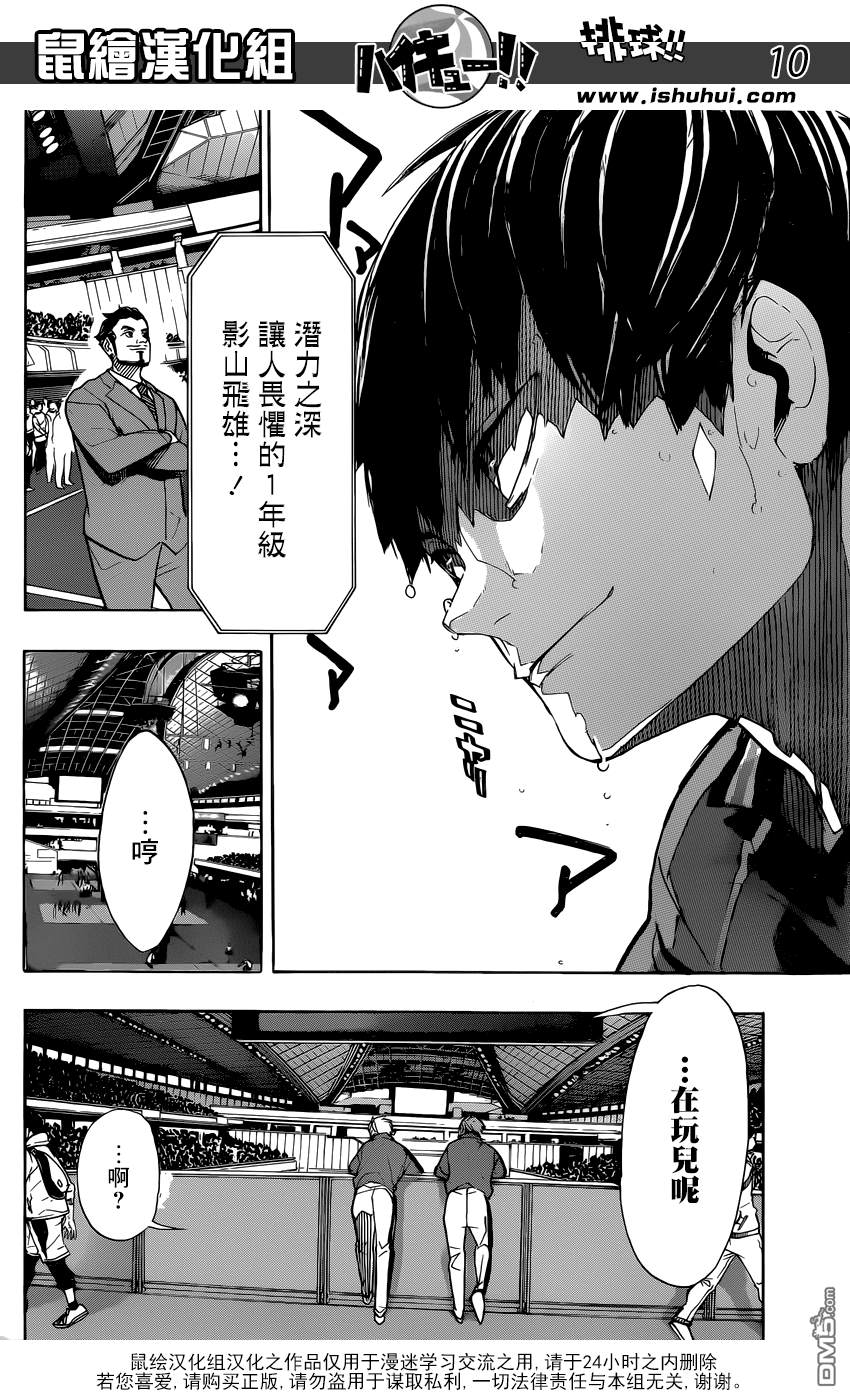 鼠繪漢化組
ハイキュー!!
排球!!
10
www.ishuhui.com
潛力之深
讓人畏懼的1年級
影山飛雄…！
…哼
…在玩兒呢
…啊？
DM5.com
鼠绘汉化组汉化之作品仅用于漫迷学习交流之用, 请于24小时之内删除
若您喜爱, 请购买正版, 请勿盗用于谋取私利, 一切法律责任与本组无关, 谢谢。